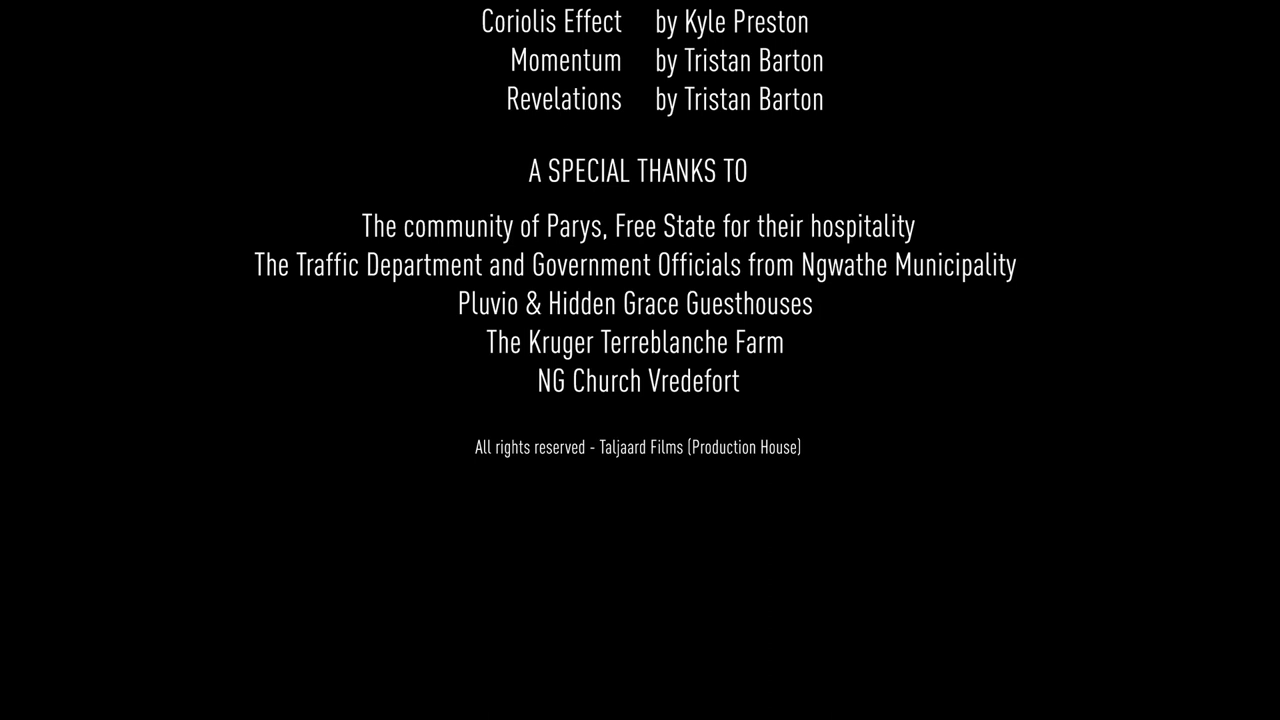 Coriolis Effect by Kyle Preston
Momentum by Tristan Barton
Revelations by Tristan Barton
A SPECIAL THANKS TO
The community of Parys, Free State for their hospitality
The Traffic Department and Government Officials from Ngwathe Municipality
Pluvio & Hidden Grace Guesthouses
The Kruger Terreblanche Farm
NG Church Vredefort
All rights reserved - Taljaard Films (Production House)